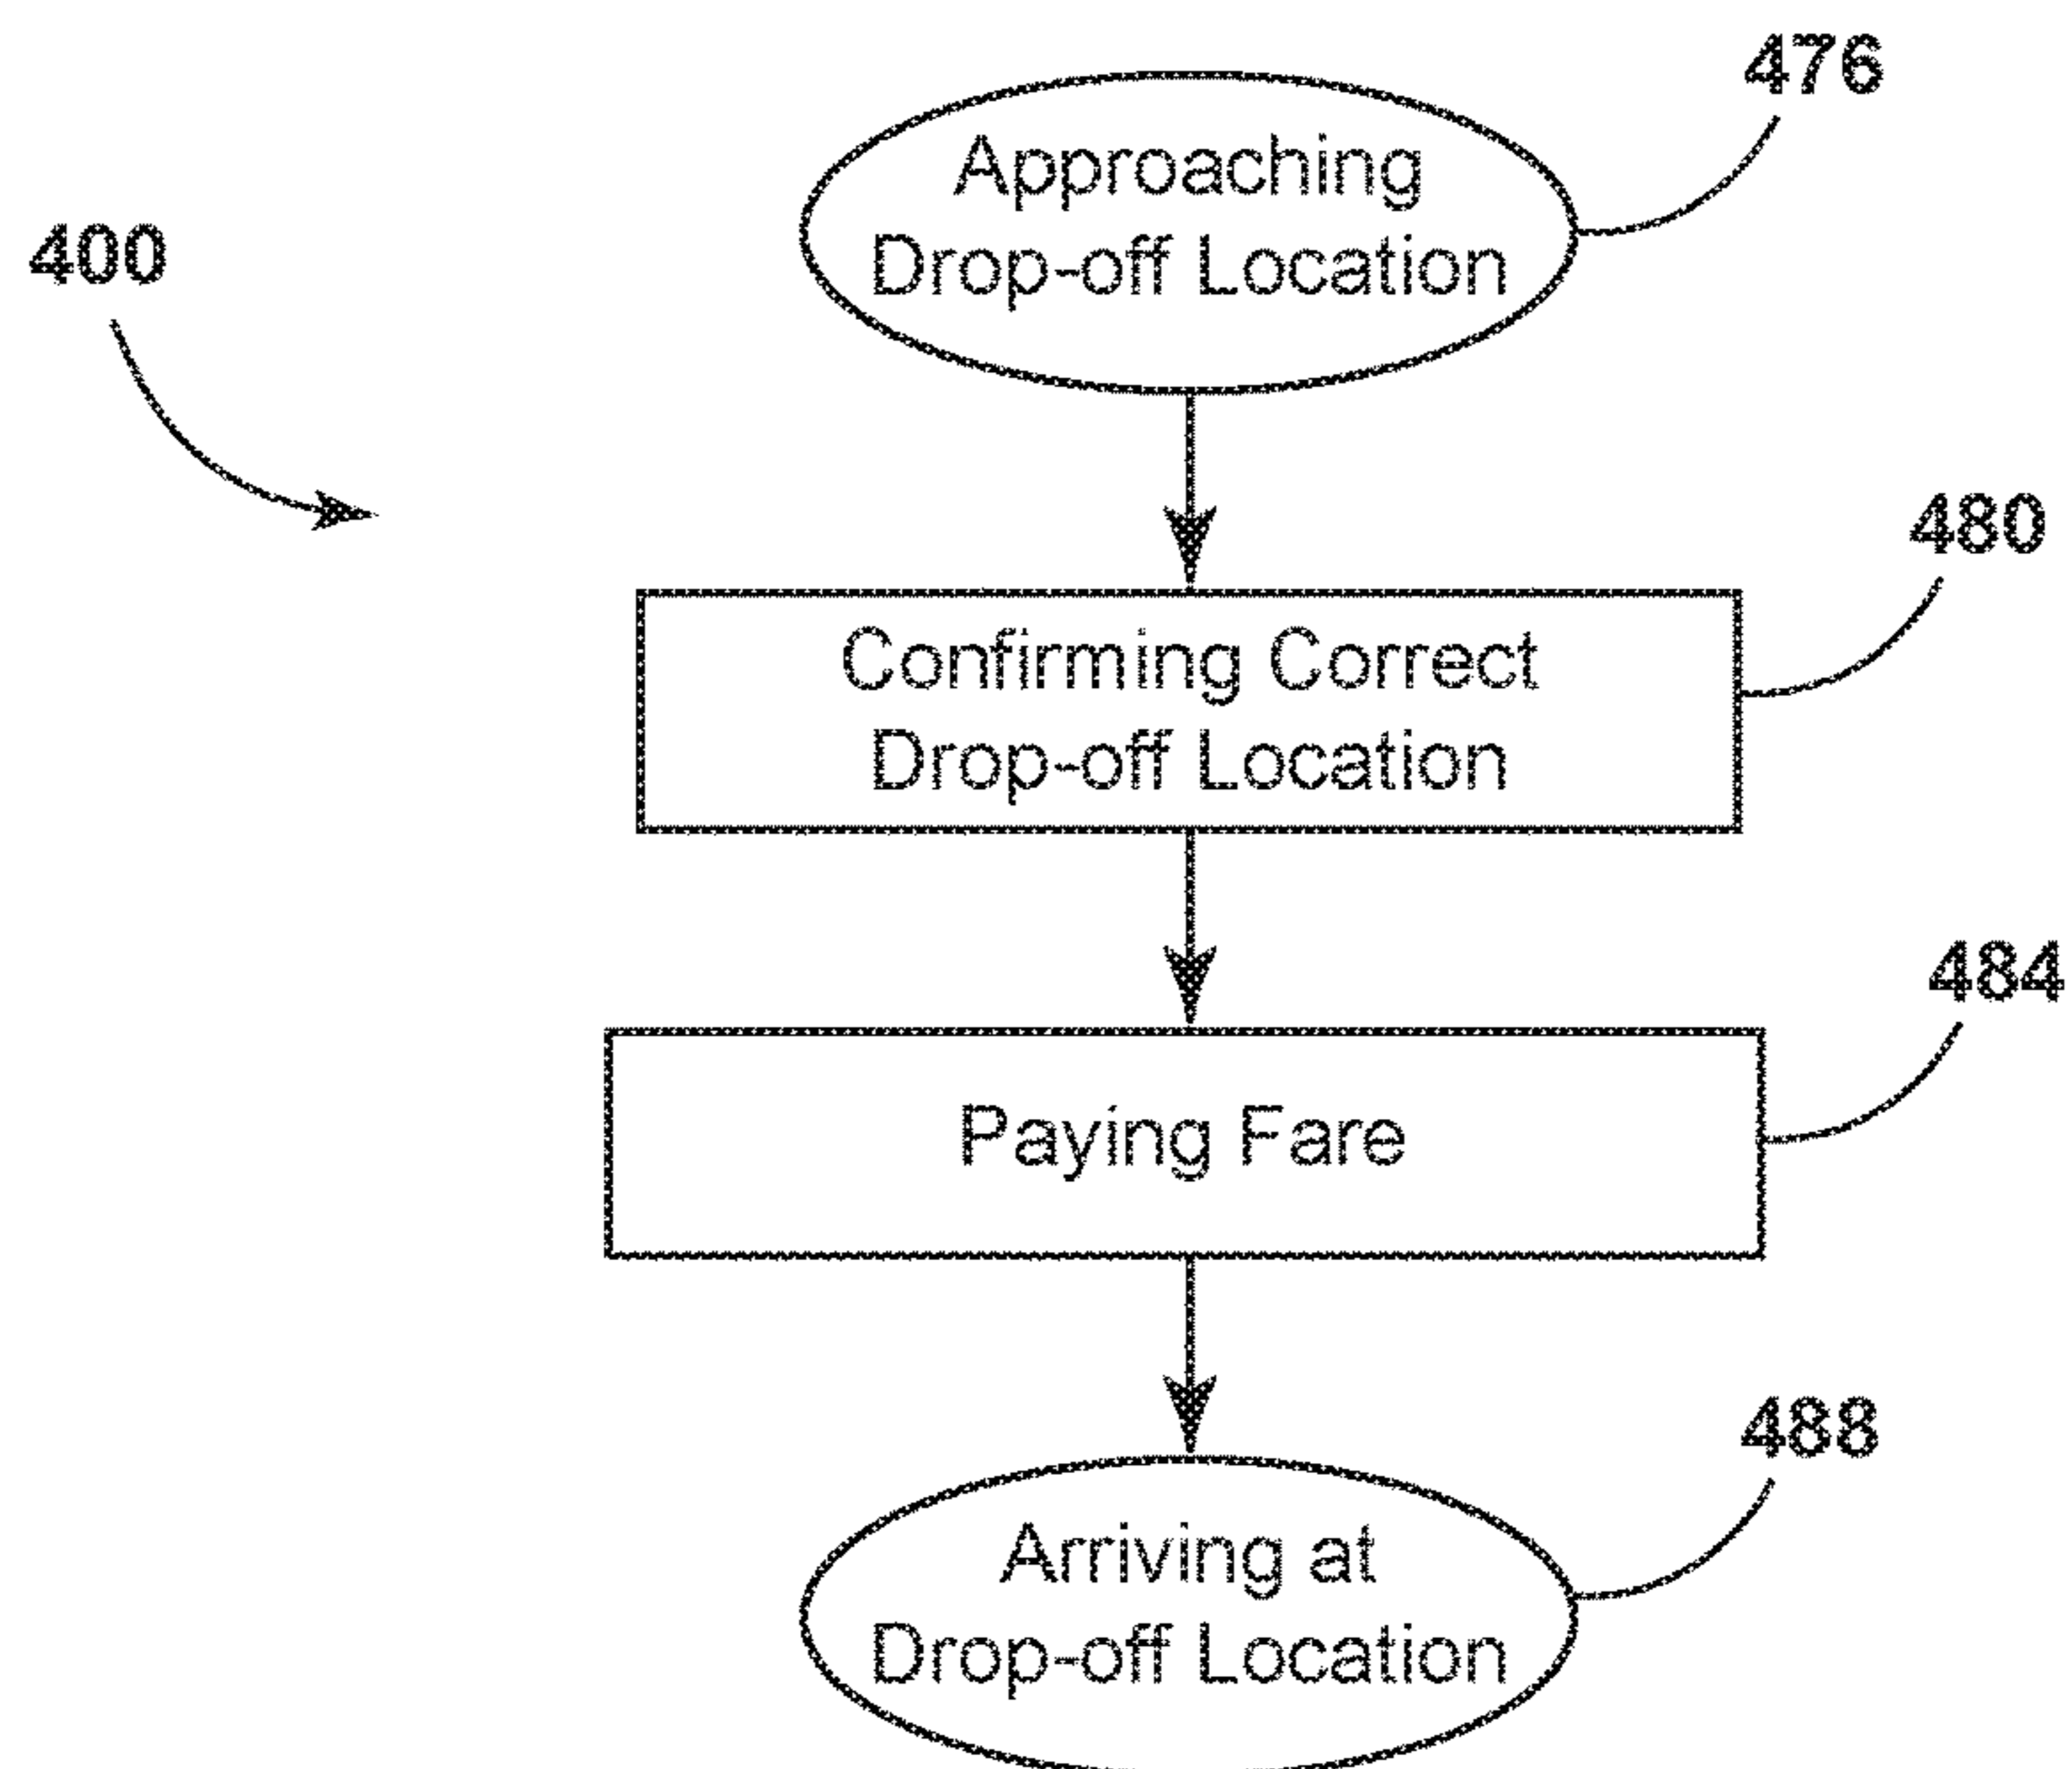 476
Approaching
Drop-off Location
400
480
Confirming Correct
Drop-off Location
484
Paying Fare
488
Arriving at
Drop-off Location